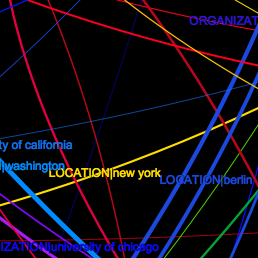 ORGANIZAT
ty of california
|washington
LOCATION|new york
LOCATION|berlin
IZATION|university of chicago